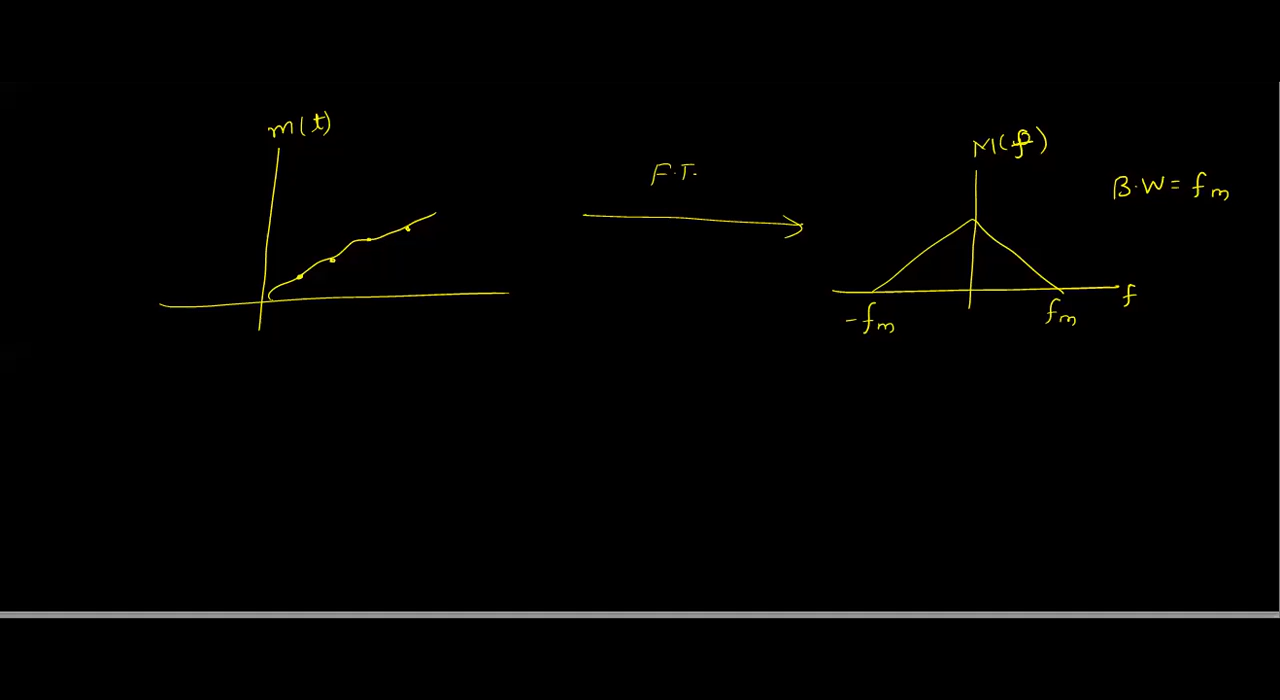 m(t)
F.T.
M(f)
B.W = fm
-fm
fm
f